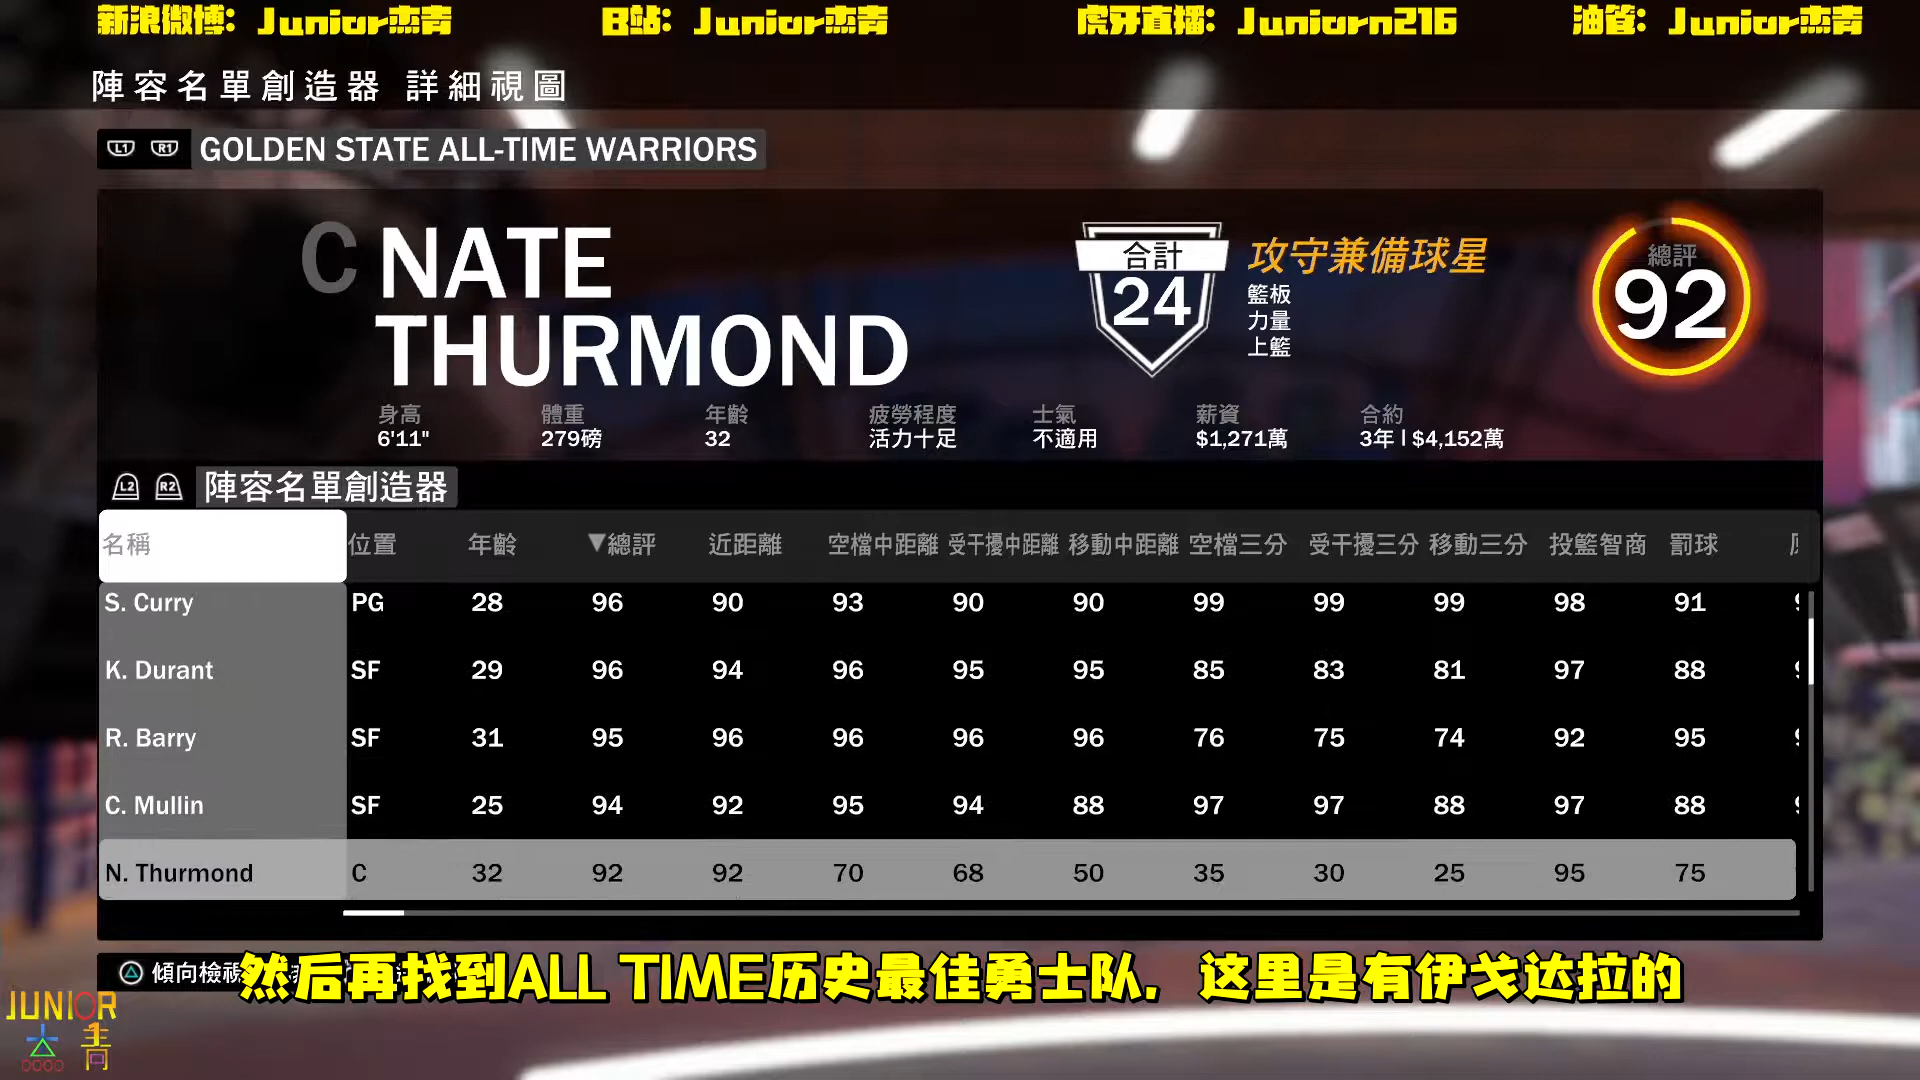 新浪微博：Junior杰青 B站：Junior杰青 虎牙直播：Juniorn216 油管：Junior杰青
陣容名單創造器 詳細視圖
L1 R1 GOLDEN STATE ALL-TIME WARRIORS
C NATE
THURMOND
合計
24
攻守兼備球星
籃板
力量
上籃
總評
92
身高 體重 年齡 疲勞程度 士氣 薪資 合約
6'11" 279磅 32 活力十足 不適用 $1,271萬 3年 | $4,152萬
L2 R2 陣容名單創造器
名稱 位置 年齡 ▼總評 近距離 空檔中距離 受干擾中距離 移動中距離 空檔三分 受干擾三分 移動三分 投籃智商 罰球
S. Curry PG 28 96 90 93 90 90 99 99 99 98 91
K. Durant SF 29 96 94 96 95 95 85 83 81 97 88
R. Barry SF 31 95 96 96 96 96 76 75 74 92 95
C. Mullin SF 25 94 92 95 94 88 97 97 88 97 88
N. Thurmond C 32 92 92 70 68 50 35 30 25 95 75
傾向檢視
然后再找到ALL TIME历史最佳勇士队，这里是有伊戈达拉的
JUNIOR
杰青